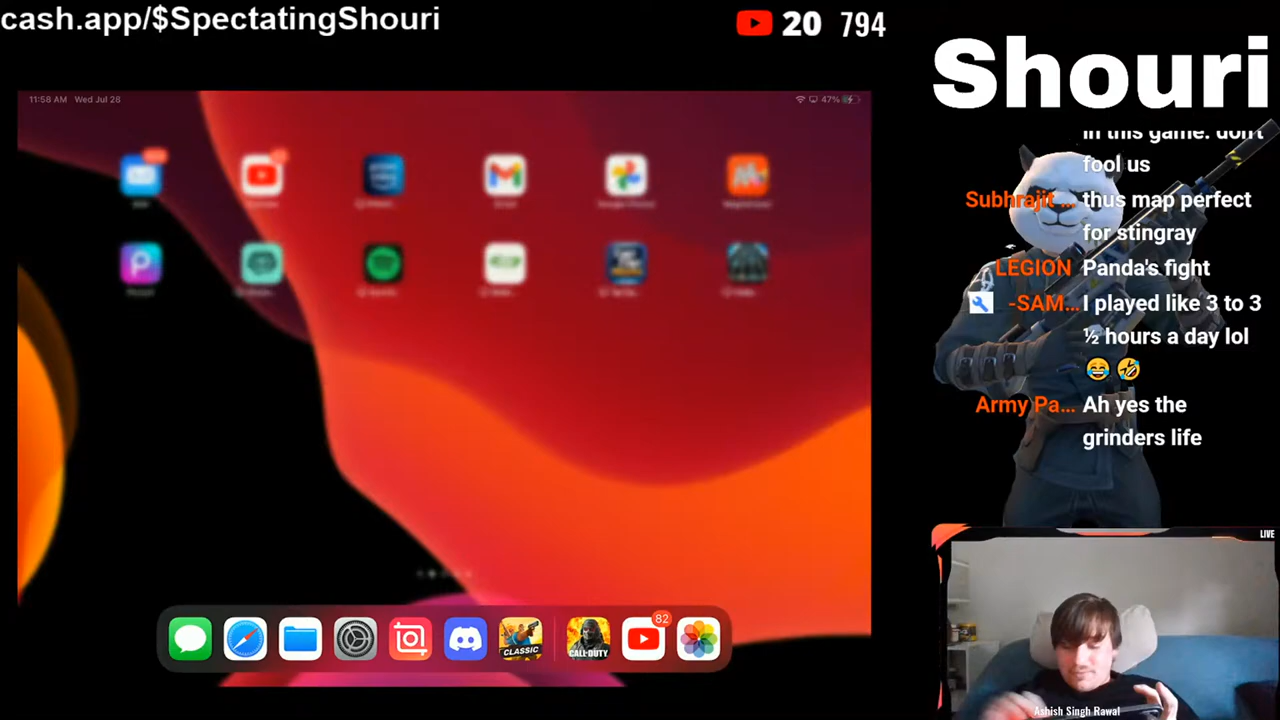 cash.app/$SpectatingShouri
20 794
Shouri
11:58 AM Wed Jul 28
47%
in this game. don't
fool us
Subhrajit ... thus map perfect
for stingray
LEGION Panda's fight
-SAM... I played like 3 to 3
½ hours a day lol
😂 🤣
Army Pa... Ah yes the
grinders life
LIVE
CLASSIC
CALL·DUTY
82
Ashish Singh Rawal